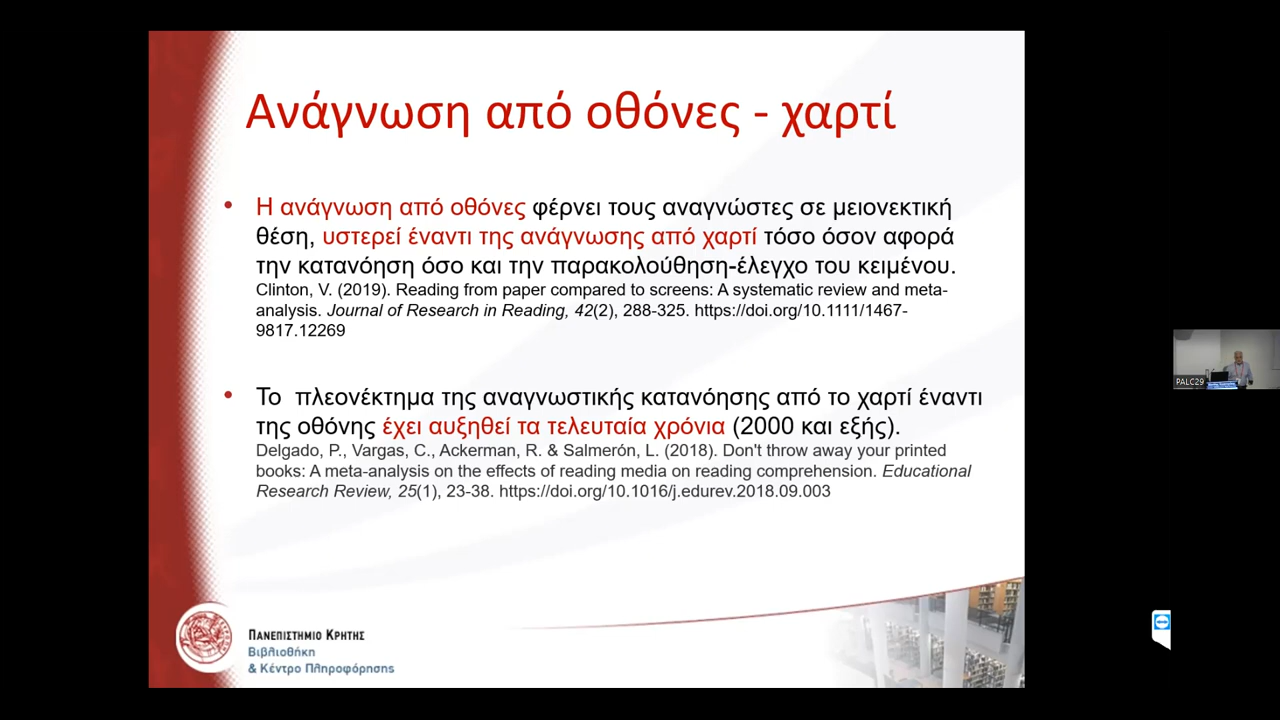 Ανάγνωση από οθόνες - χαρτί
• Η ανάγνωση από οθόνες φέρνει τους αναγνώστες σε μειονεκτική
θέση, υστερεί έναντι της ανάγνωσης από χαρτί τόσο όσον αφορά
την κατανόηση όσο και την παρακολούθηση-έλεγχο του κειμένου.
Clinton, V. (2019). Reading from paper compared to screens: A systematic review and meta-
analysis. Journal of Research in Reading, 42(2), 288-325. https://doi.org/10.1111/1467-
9817.12269
• Το  πλεονέκτημα της αναγνωστικής κατανόησης από το χαρτί έναντι
της οθόνης έχει αυξηθεί τα τελευταία χρόνια (2000 και εξής).
Delgado, P., Vargas, C., Ackerman, R. & Salmerón, L. (2018). Don't throw away your printed
books: A meta-analysis on the effects of reading media on reading comprehension. Educational
Research Review, 25(1), 23-38. https://doi.org/10.1016/j.edurev.2018.09.003
ΠΑΝΕΠΙΣΤΗΜΙΟ ΚΡΗΤΗΣ
Βιβλιοθήκη
& Κέντρο Πληροφόρησης
PALC29